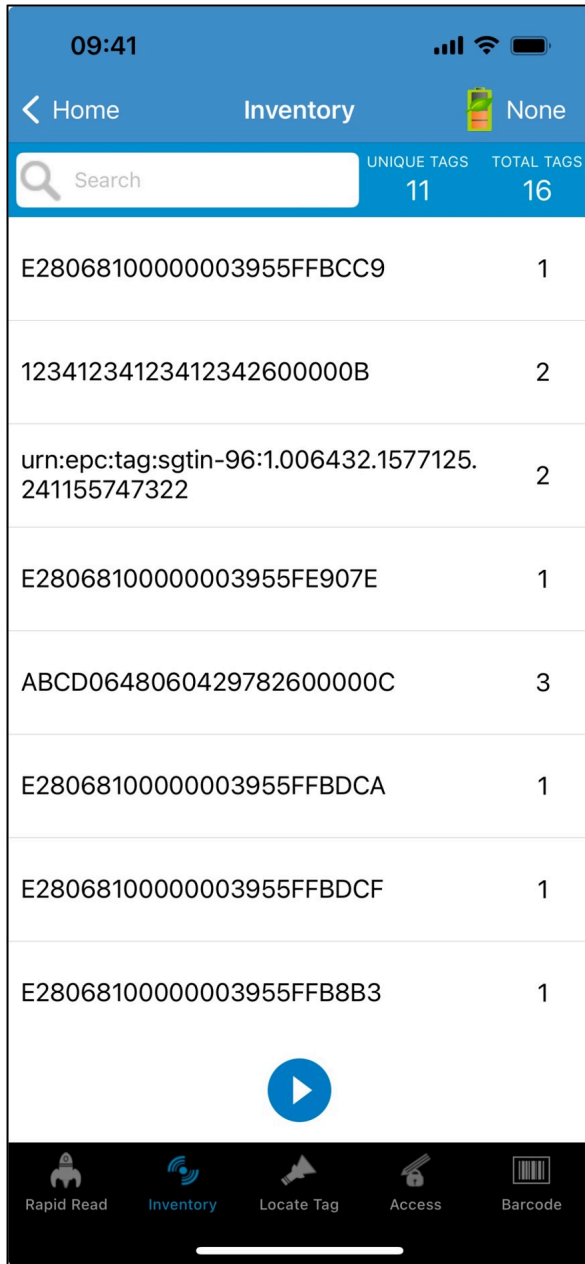 09:41
Home Inventory None
Search
UNIQUE TAGS TOTAL TAGS
11 16
E28068100000003955FFBCC9 1
12341234123412342600000B 2
urn:epc:tag:sgtin-96:1.006432.1577125.
241155747322 2
E28068100000003955FE907E 1
ABCD0648060429782600000C 3
E28068100000003955FFBDCA 1
E28068100000003955FFBDCF 1
E28068100000003955FFB8B3 1
Rapid Read Inventory Locate Tag Access Barcode